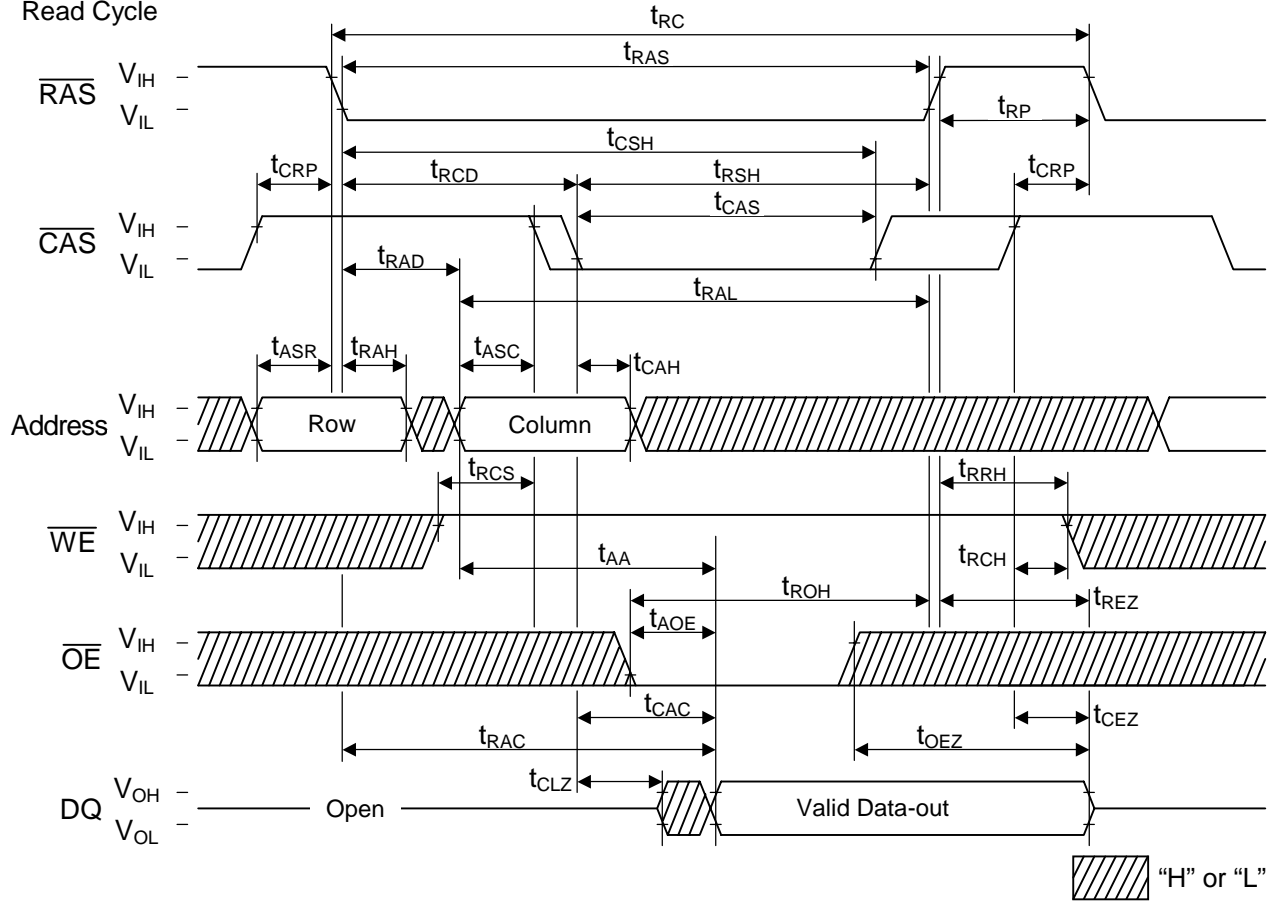 Read Cycle
tRC
RAS
VIH
VIL
tRAS
tRP
tCSH
tCRP
tRCD
tRSH
tCRP
CAS
VIH
VIL
tCAS
tRAD
tRAL
tASR
tRAH
tASC
tCAH
Address
VIH
VIL
Row
Column
tRCS
tRRH
WE
VIH
VIL
tAA
tRCH
tROH
tREZ
OE
VIH
VIL
tAOE
tCAC
tCEZ
tRAC
tOEZ
tCLZ
DQ
VOH
VOL
Open
Valid Data-out
“H” or “L”